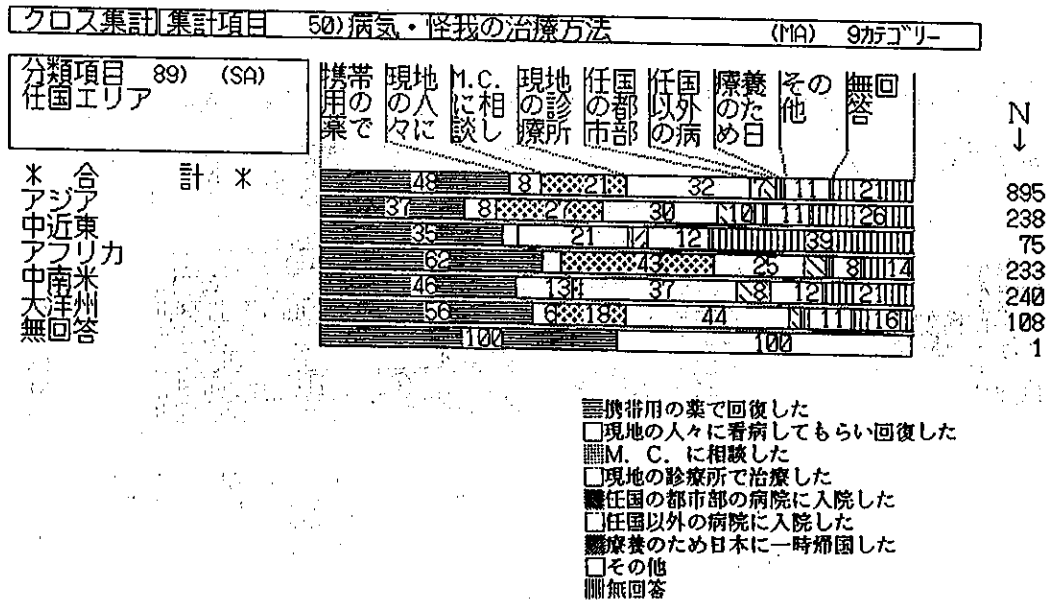 クロス集計 集計項目 50)病気・怪我の治療方法 (MA) 9カテゴリー
分類項目 89) (SA)
任国エリア
携帯用の薬で
現地の人々に
M.C.に相談し
現地の診療所
任国の都市部
任国以外の病
療養のため日
その他
無回答
N
↓
* 合 計 * 48 8 21 32 7 11 21 895
アジア 37 8 27 30 10 11 26 238
中近東 35 21 12 39 75
アフリカ 62 43 25 8 14 233
中南米 46 13 37 8 12 21 240
大洋州 56 6 18 44 11 16 108
無回答 100 100 1
携帯用の薬で回復した
現地の人々に看病してもらい回復した
M. C. に相談した
現地の診療所で治療した
任国の都市部の病院に入院した
任国以外の病院に入院した
療養のため日本に一時帰国した
その他
無回答